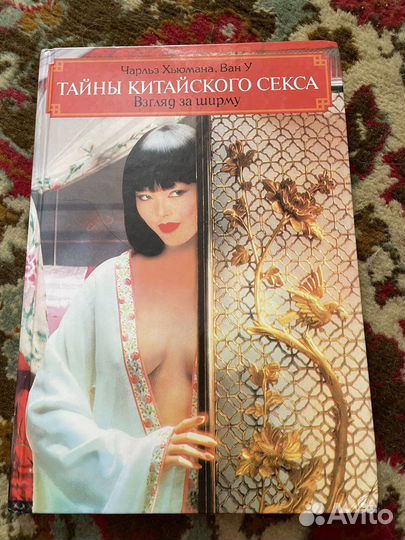 Чарльз Хьюмана, Ван У
ТАЙНЫ КИТАЙСКОГО СЕКСА
Взгляд за ширму
Avito